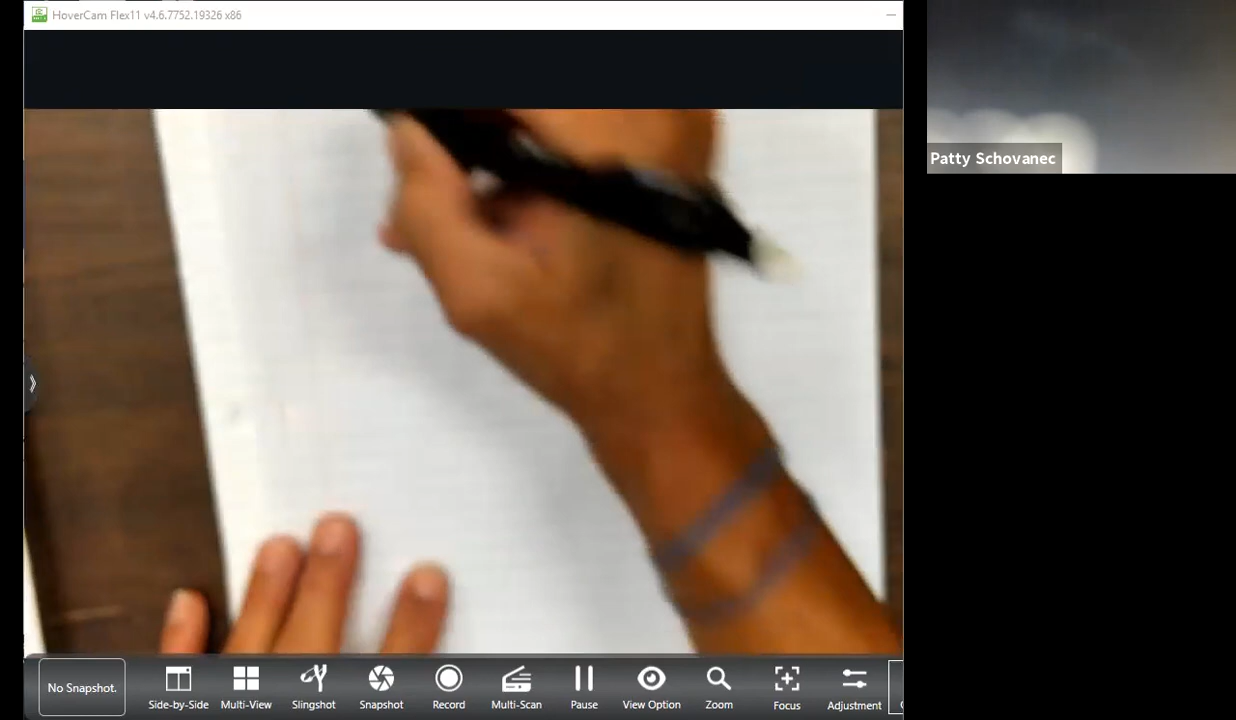 HoverCam Flex11 v4.6.7752.19326 x86
Patty Schovanec
No Snapshot.
Side-by-Side
Multi-View
Slingshot
Snapshot
Record
Multi-Scan
Pause
View Option
Zoom
Focus
Adjustment